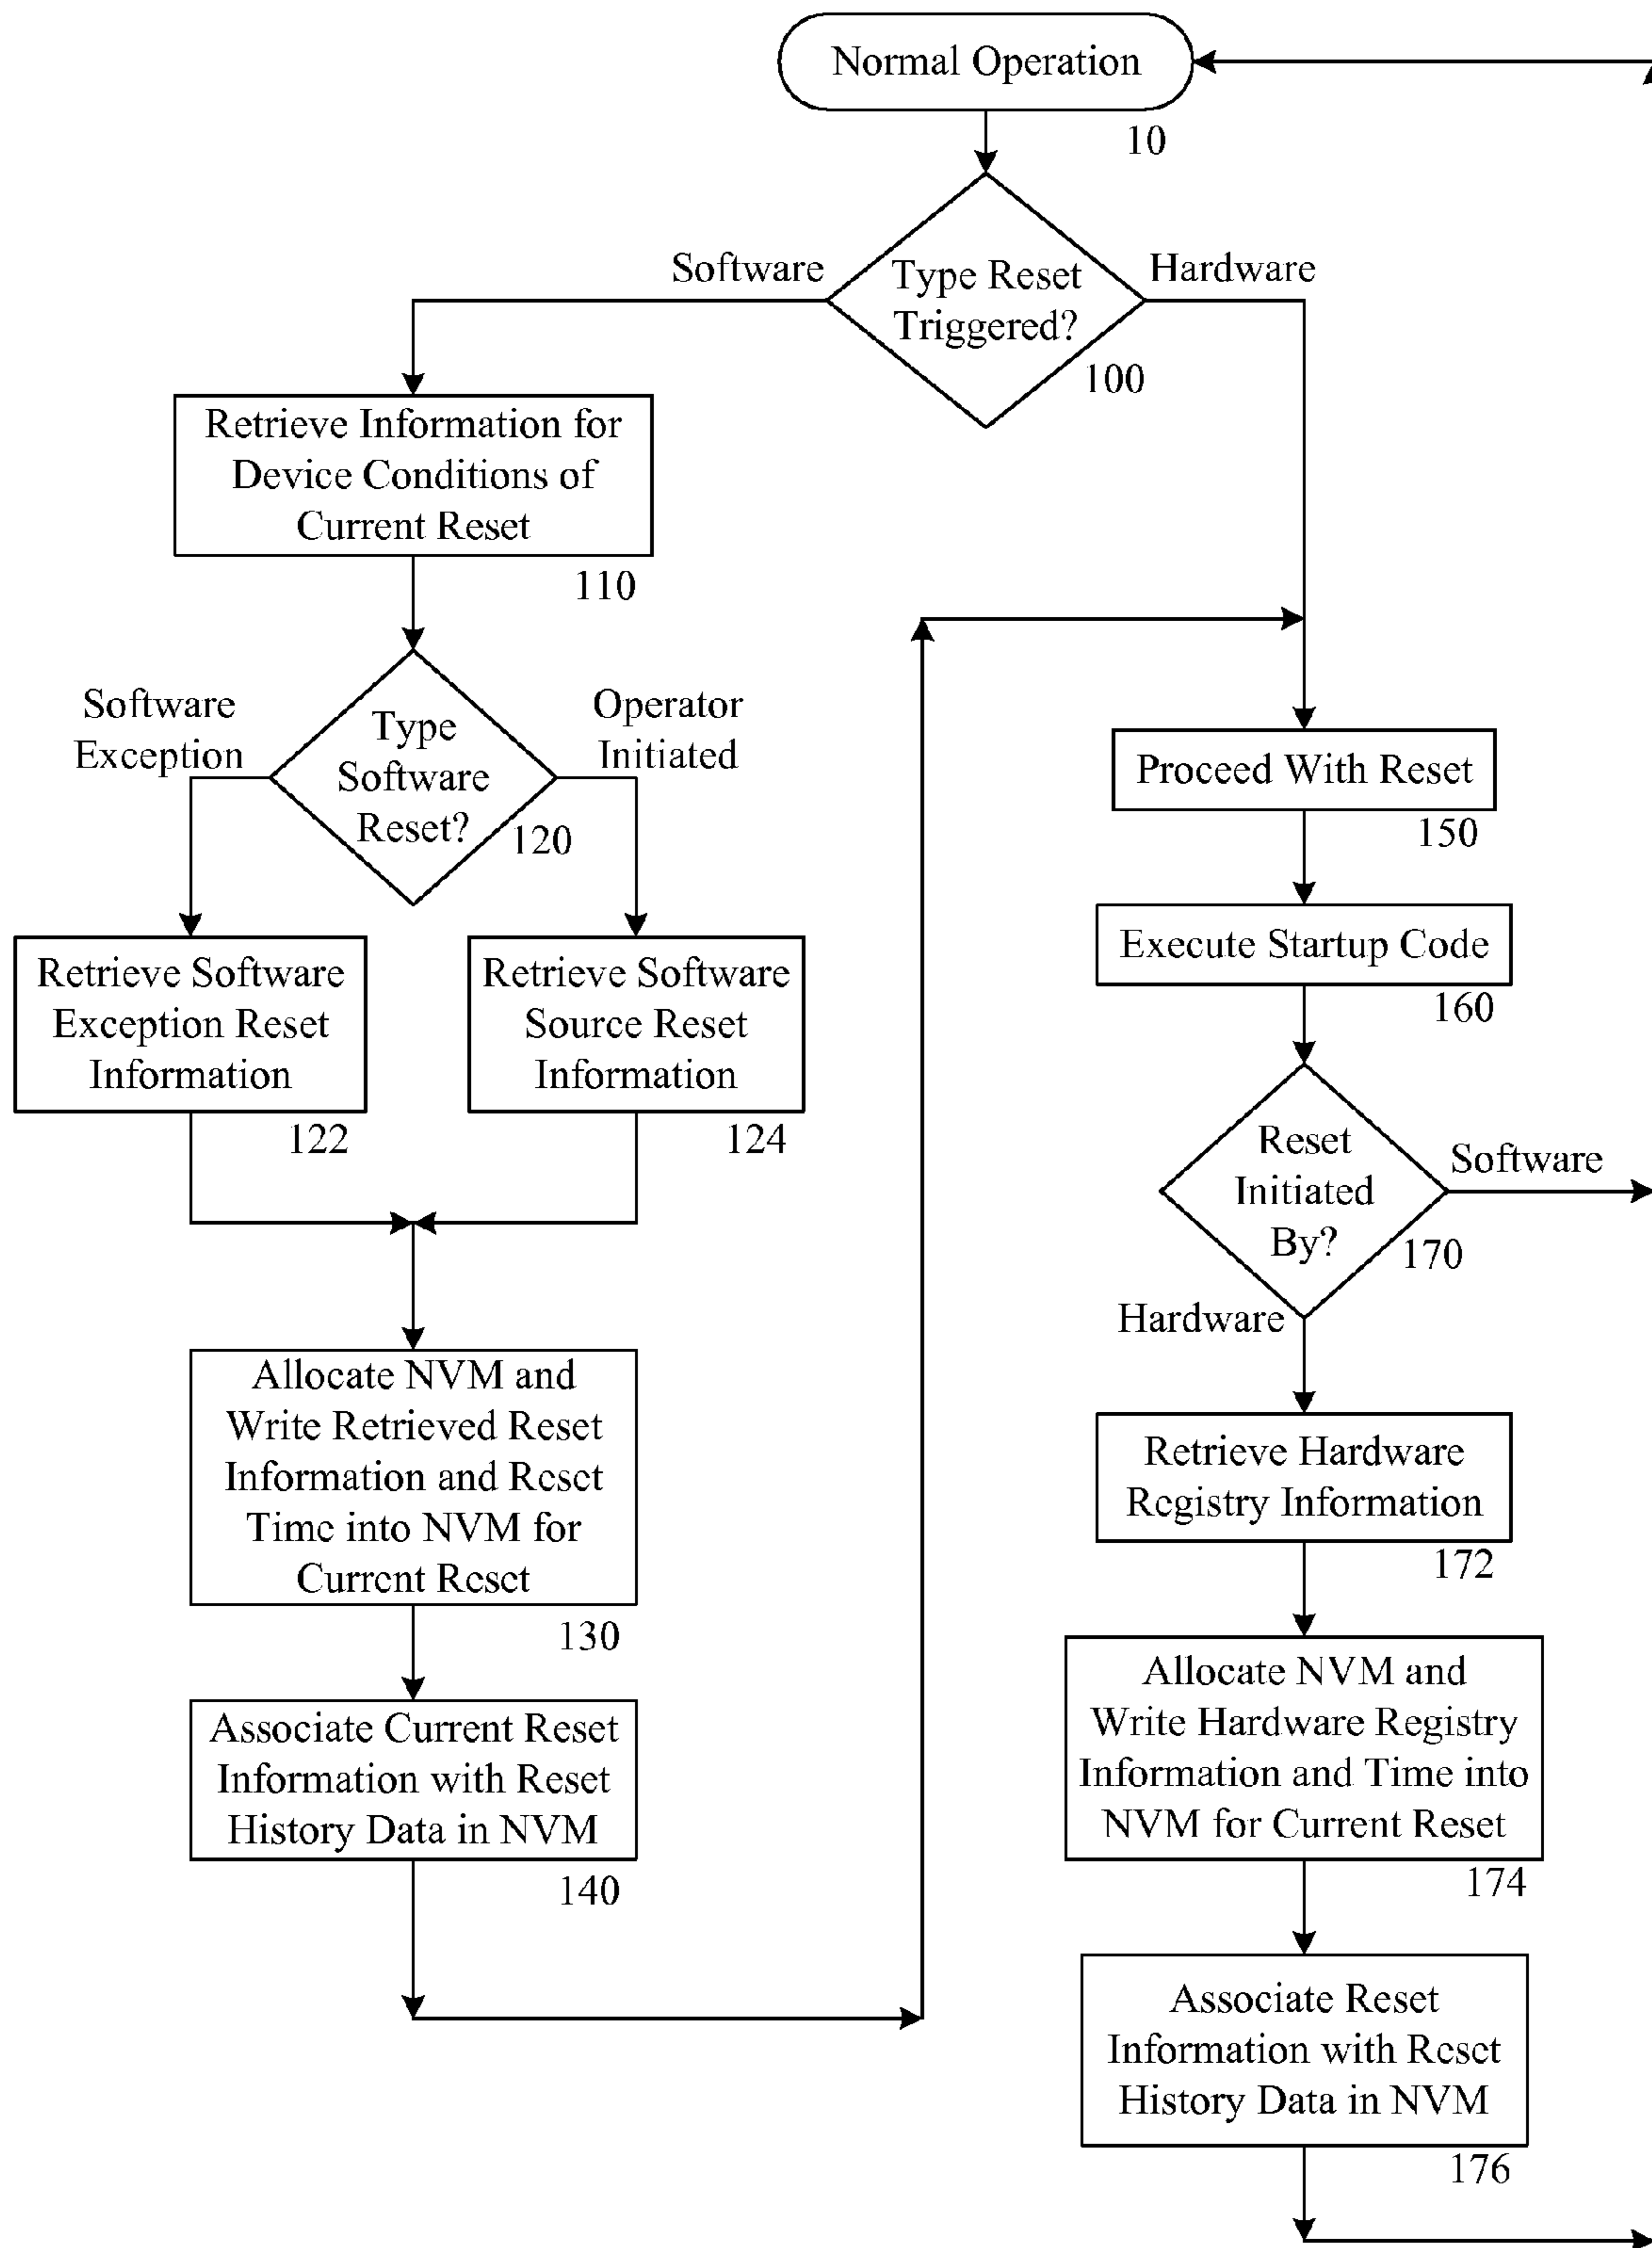 Normal Operation
10
Software
Hardware
Type Reset
Triggered?
100
Retrieve Information for
Device Conditions of
Current Reset
110
Software
Exception
Operator
Initiated
Type
Software
Reset?
120
Retrieve Software
Exception Reset
Information
122
Retrieve Software
Source Reset
Information
124
Allocate NVM and
Write Retrieved Reset
Information and Reset
Time into NVM for
Current Reset
130
Associate Current Reset
Information with Reset
History Data in NVM
140
Proceed With Reset
150
Execute Startup Code
160
Reset
Initiated
By?
170
Software
Hardware
Retrieve Hardware
Registry Information
172
Allocate NVM and
Write Hardware Registry
Information and Time into
NVM for Current Reset
174
Associate Reset
Information with Reset
History Data in NVM
176